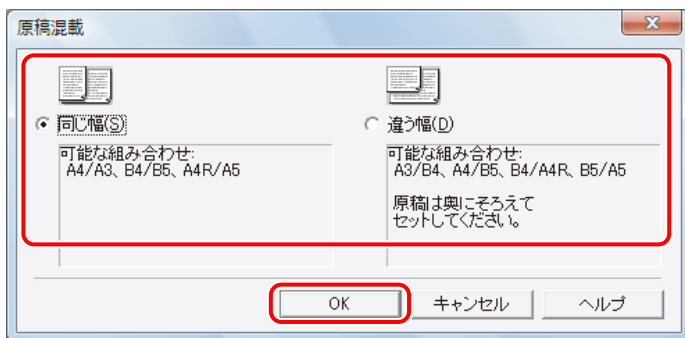 原稿混載
同じ幅(S)
可能な組み合わせ:
A4/A3、B4/B5、A4R/A5
違う幅(D)
可能な組み合わせ:
A3/B4、A4/B5、B4/A4R、B5/A5
原稿は奥にそろえて
セットしてください。
OK
キャンセル
ヘルプ